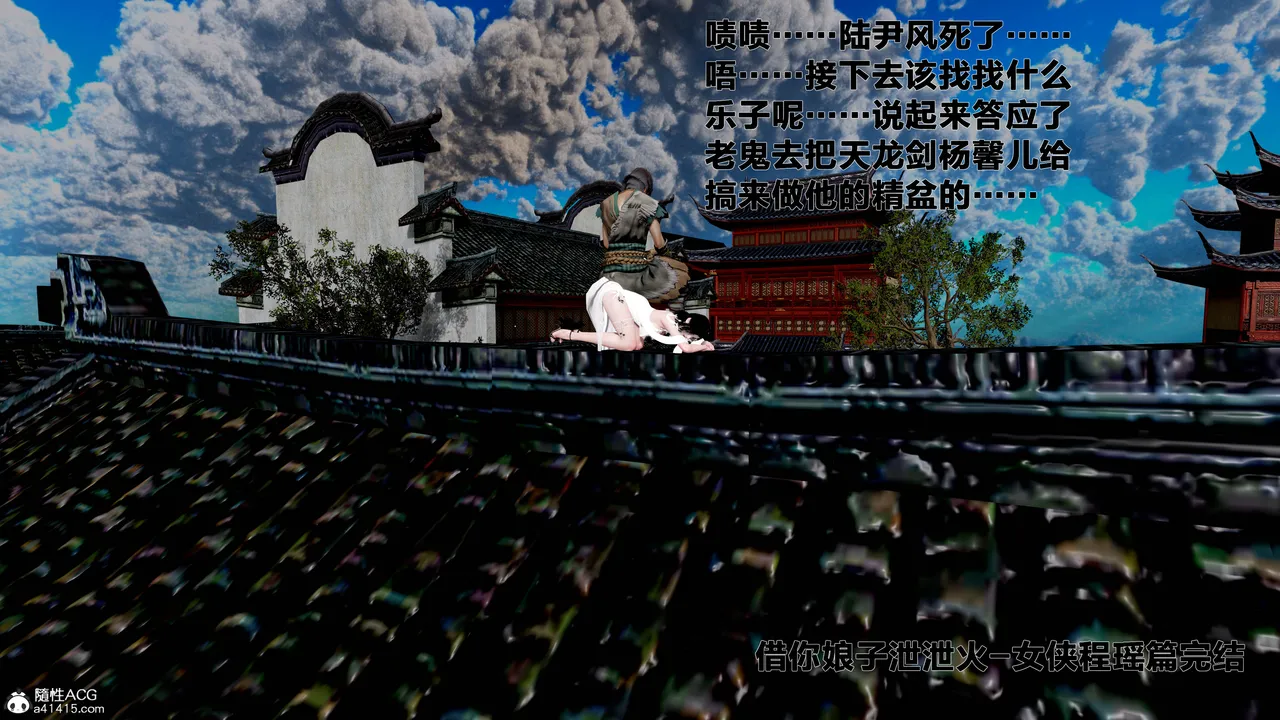 啧啧……陆尹风死了……
唔……接下去该找找什么
乐子呢……说起来答应了
老鬼去把天龙剑杨馨儿给
搞来做他的精盆的……
借你娘子泄泄火-女侠程瑶篇完结
隨性ACG
a41415.com